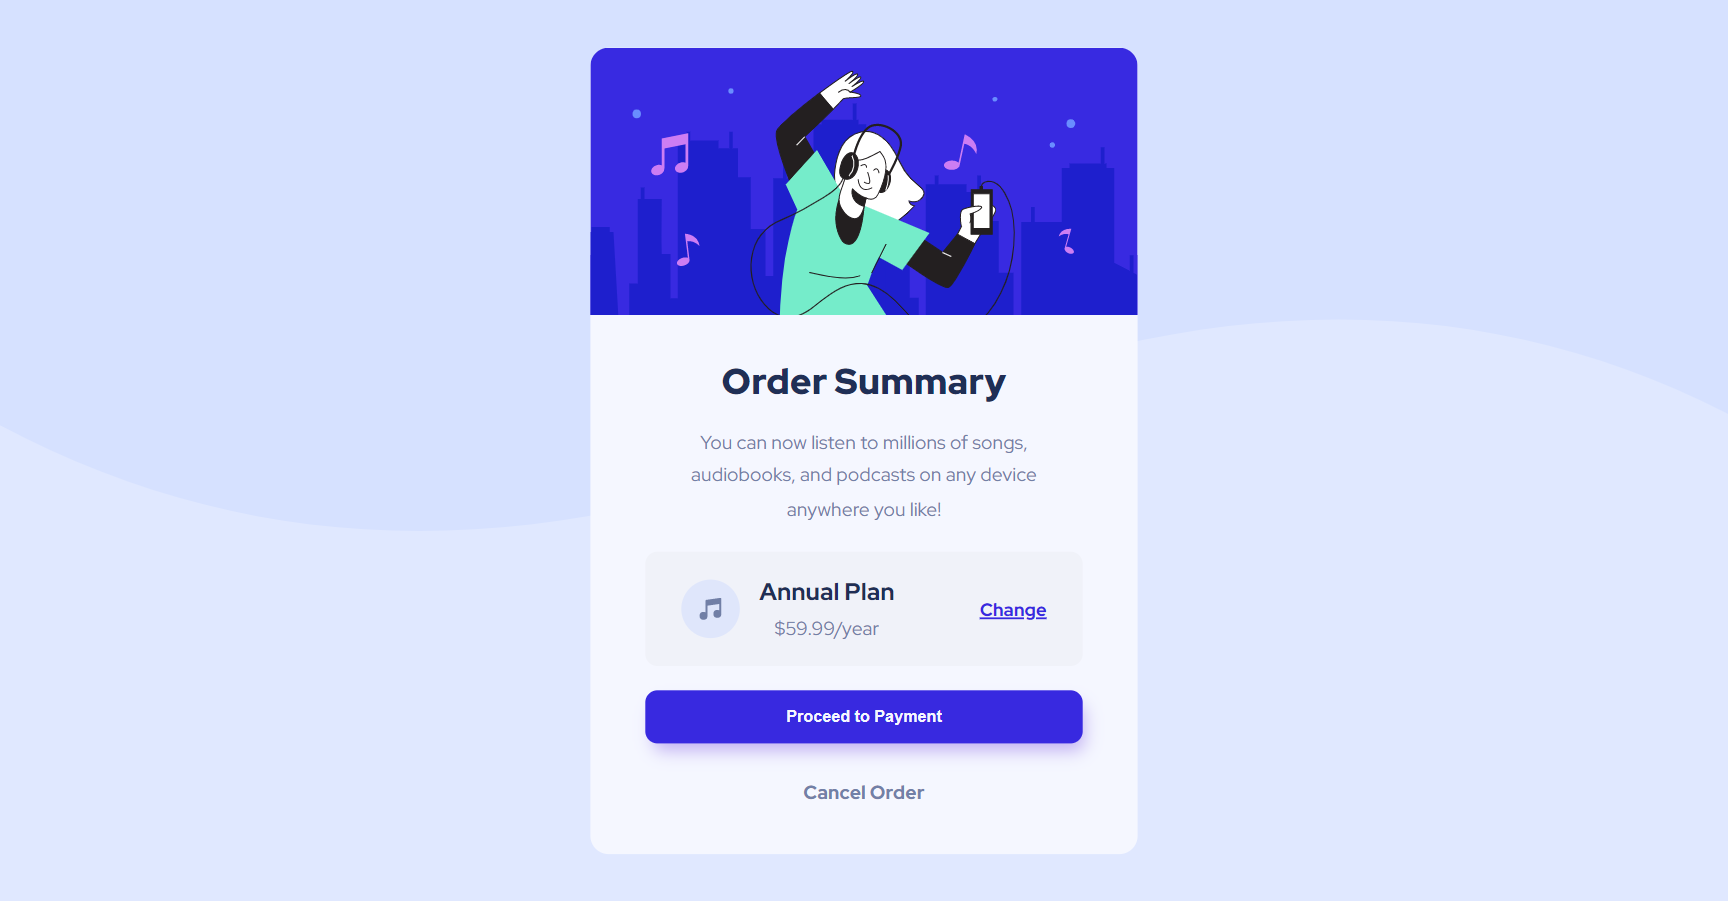 Order Summary
You can now listen to millions of songs,
audiobooks, and podcasts on any device
anywhere you like!
Annual Plan
$59.99/year
Change
Proceed to Payment
Cancel Order